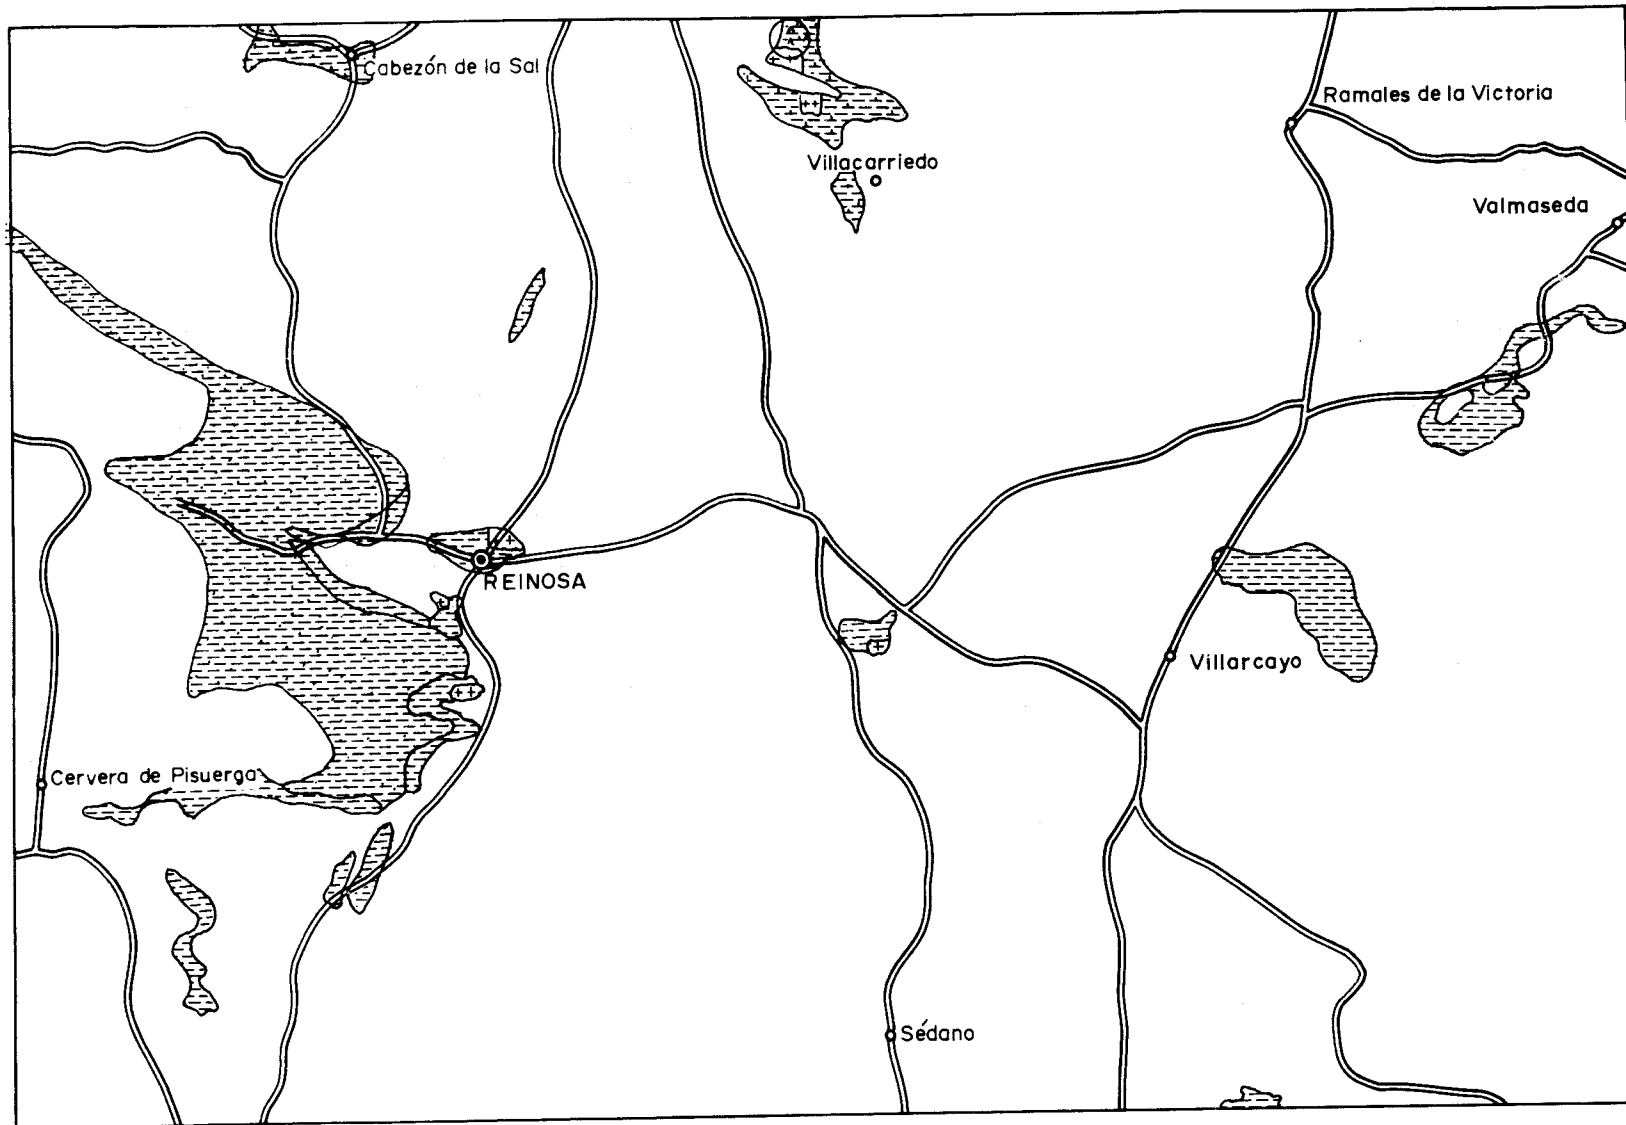 Cabezón de la Sal
Ramales de la Victoria
Villacarriedo
Valmaseda
REINOSA
Villarcayo
Cervera de Pisuerga
Sédano